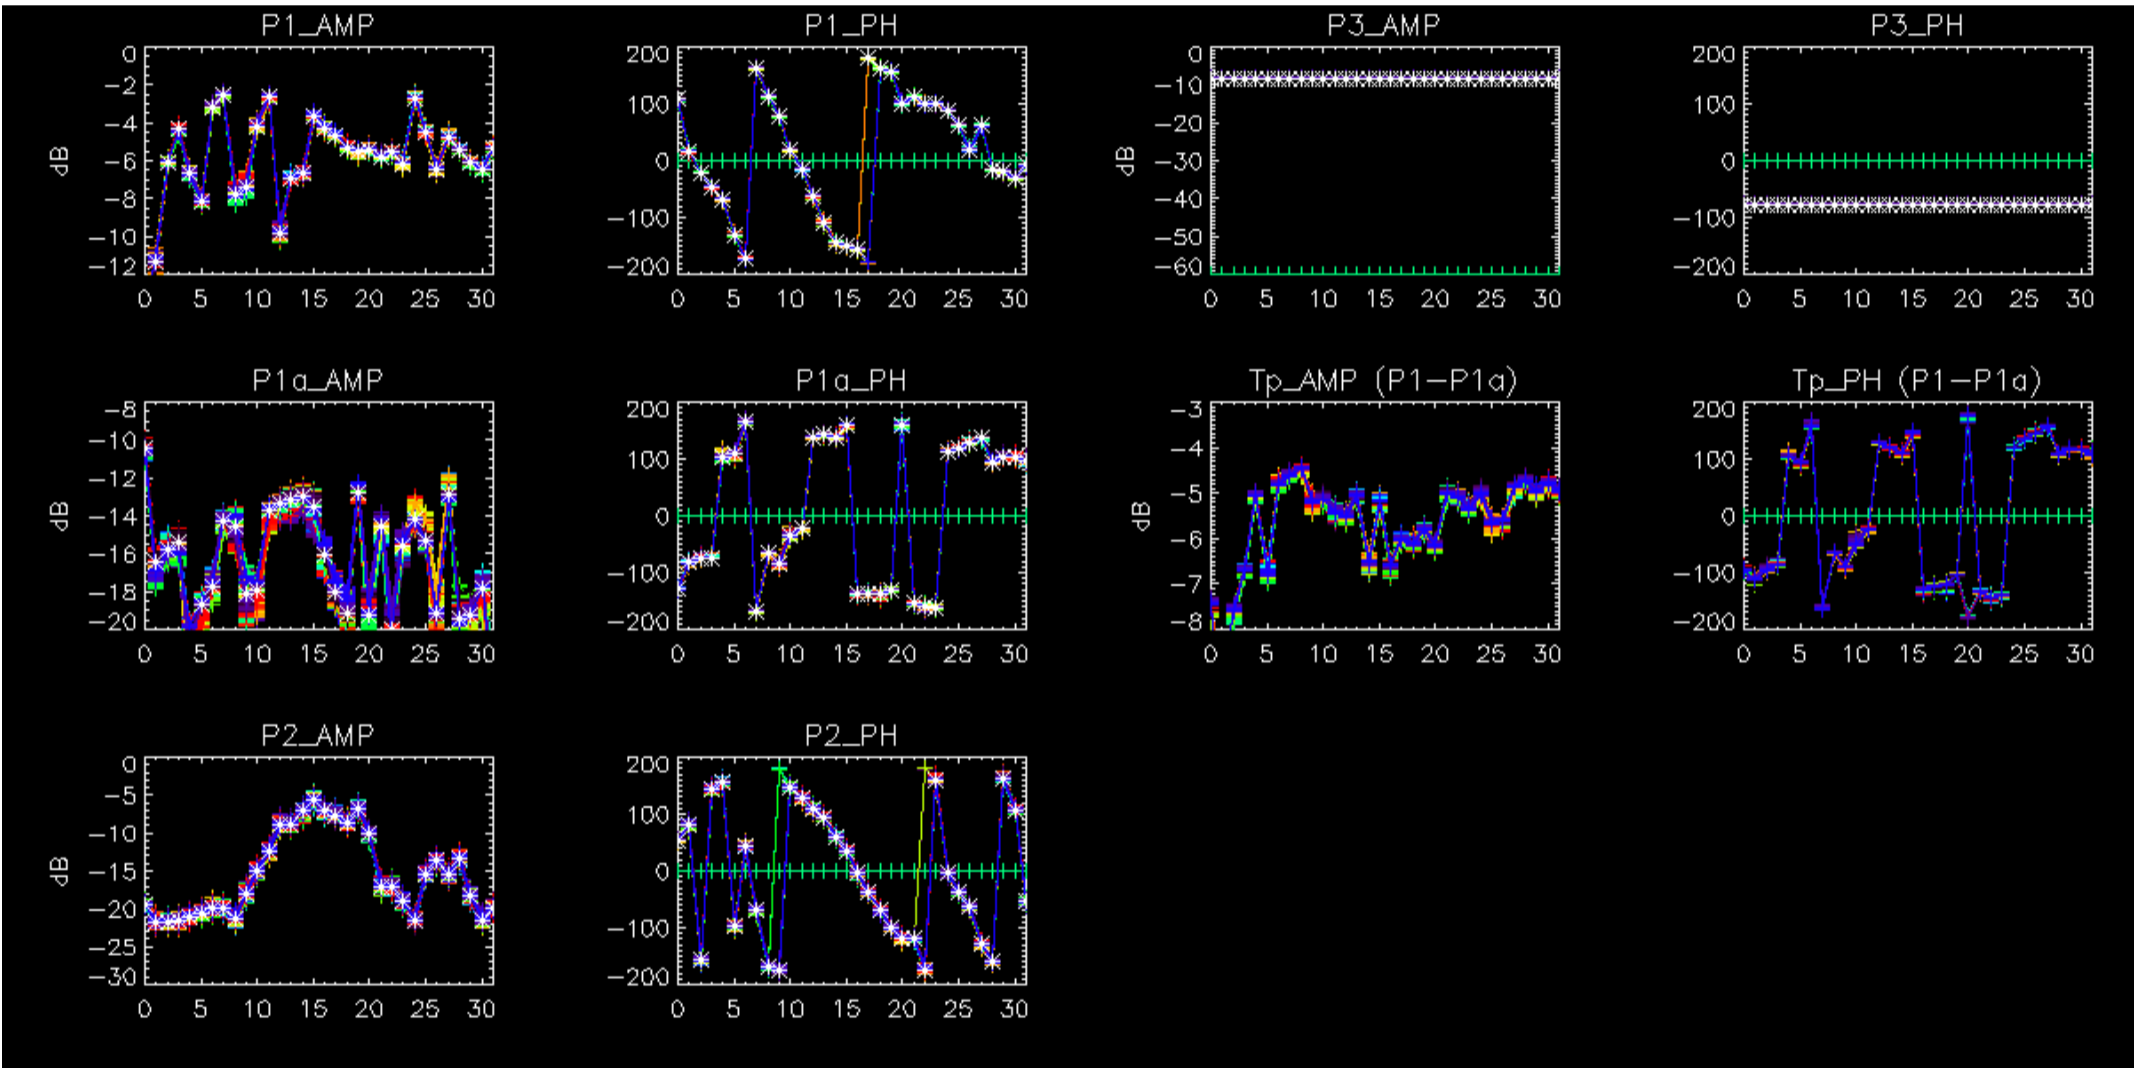 P1_AMP
0
−2
−4
−6
−8
−10
−12
dB
0 5 10 15 20 25 30
P1_PH
200
100
0
−100
−200
0 5 10 15 20 25 30
P3_AMP
0
−10
−20
−30
−40
−50
−60
dB
0 5 10 15 20 25 30
P3_PH
200
100
0
−100
−200
0 5 10 15 20 25 30
P1a_AMP
−8
−10
−12
−14
−16
−18
−20
dB
0 5 10 15 20 25 30
P1a_PH
200
100
0
−100
−200
0 5 10 15 20 25 30
Tp_AMP (P1−P1a)
−3
−4
−5
−6
−7
−8
dB
0 5 10 15 20 25 30
Tp_PH (P1−P1a)
200
100
0
−100
−200
0 5 10 15 20 25 30
P2_AMP
0
−5
−10
−15
−20
−25
−30
dB
0 5 10 15 20 25 30
P2_PH
200
100
0
−100
−200
0 5 10 15 20 25 30